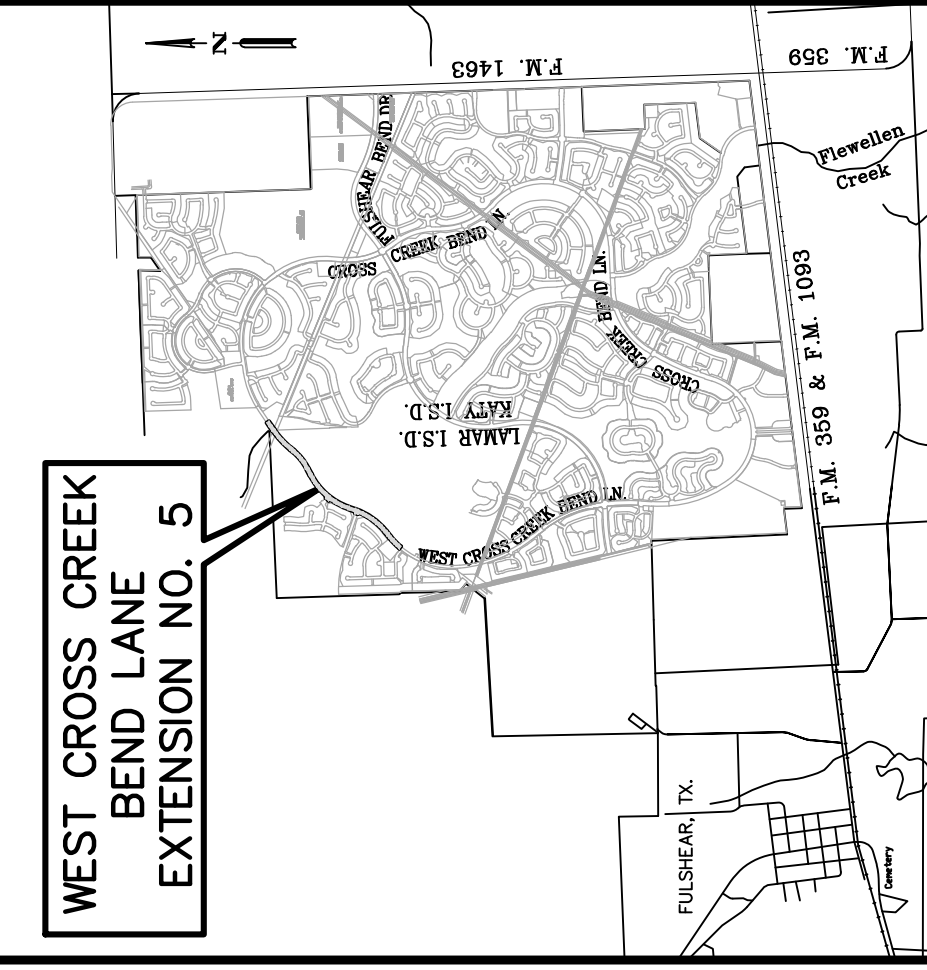 WEST CROSS CREEK
BEND LANE
EXTENSION NO. 5
N
F.M. 1463
F.M. 359
FULSHEAR BEND DR
CROSS CREEK BEND LN.
Flewellen
Creek
CROSS CREEK BEND LN.
KATY I.S.D.
LAMAR I.S.D.
WEST CROSS CREEK BEND LN.
F.M. 359 & F.M. 1093
FULSHEAR, TX.
Cemetery